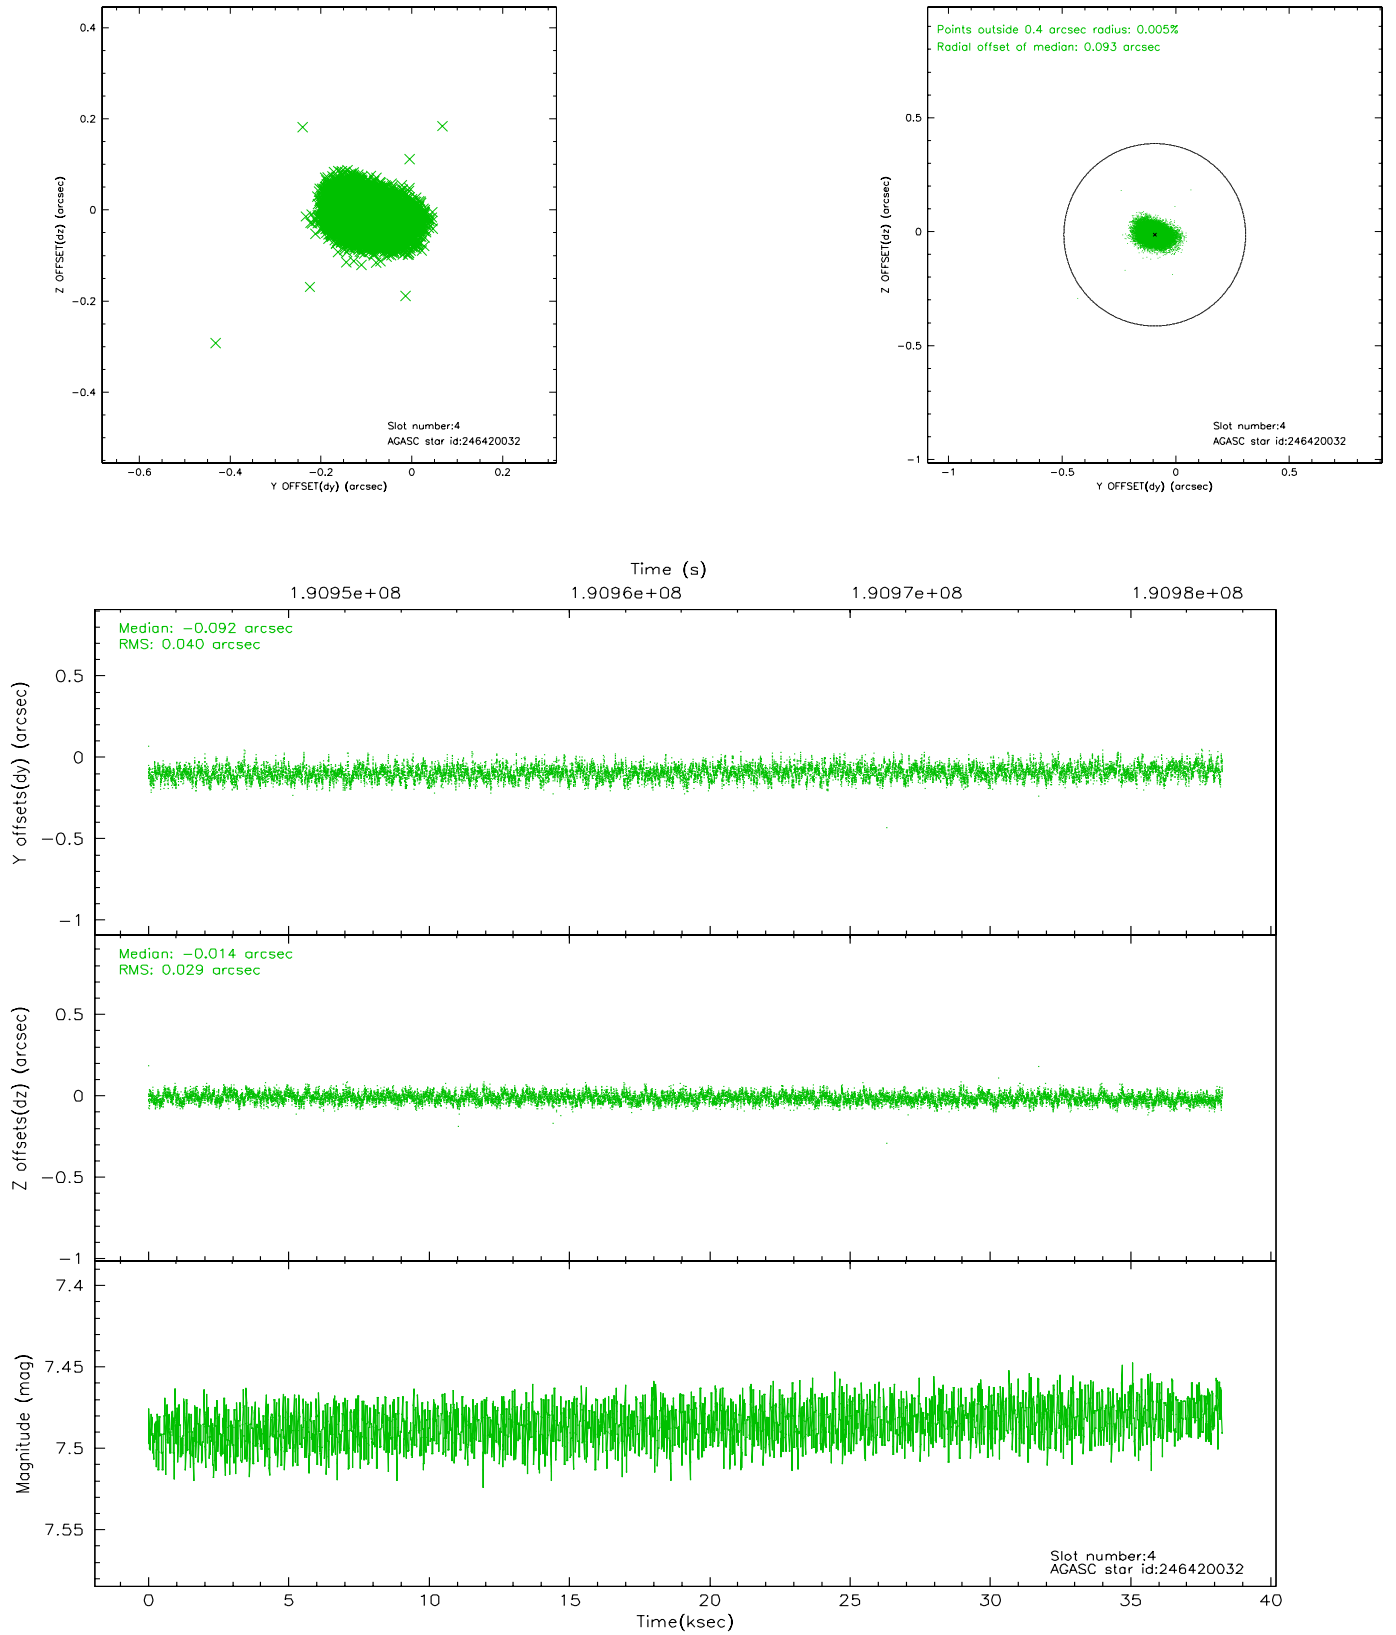 0.4
0.2
0
-0.2
-0.4
Z OFFSET(dz) (arcsec)
Slot number:4
AGASC star id:246420032
-0.6 -0.4 -0.2 0 0.2
Y OFFSET(dy) (arcsec)
Points outside 0.4 arcsec radius: 0.005%
Radial offset of median: 0.093 arcsec
0.5
0
-0.5
-1
Z OFFSET(dz) (arcsec)
Slot number:4
AGASC star id:246420032
-1 -0.5 0 0.5
Y OFFSET(dy) (arcsec)
Time (s)
1.9095e+08 1.9096e+08 1.9097e+08 1.9098e+08
Median: -0.092 arcsec
RMS: 0.040 arcsec
0.5
0
-0.5
-1
Y offsets(dy) (arcsec)
Median: -0.014 arcsec
RMS: 0.029 arcsec
0.5
0
-0.5
-1
Z offsets(dz) (arcsec)
7.4
7.45
7.5
7.55
Magnitude (mag)
Slot number:4
AGASC star id:246420032
0 5 10 15 20 25 30 35 40
Time(ksec)